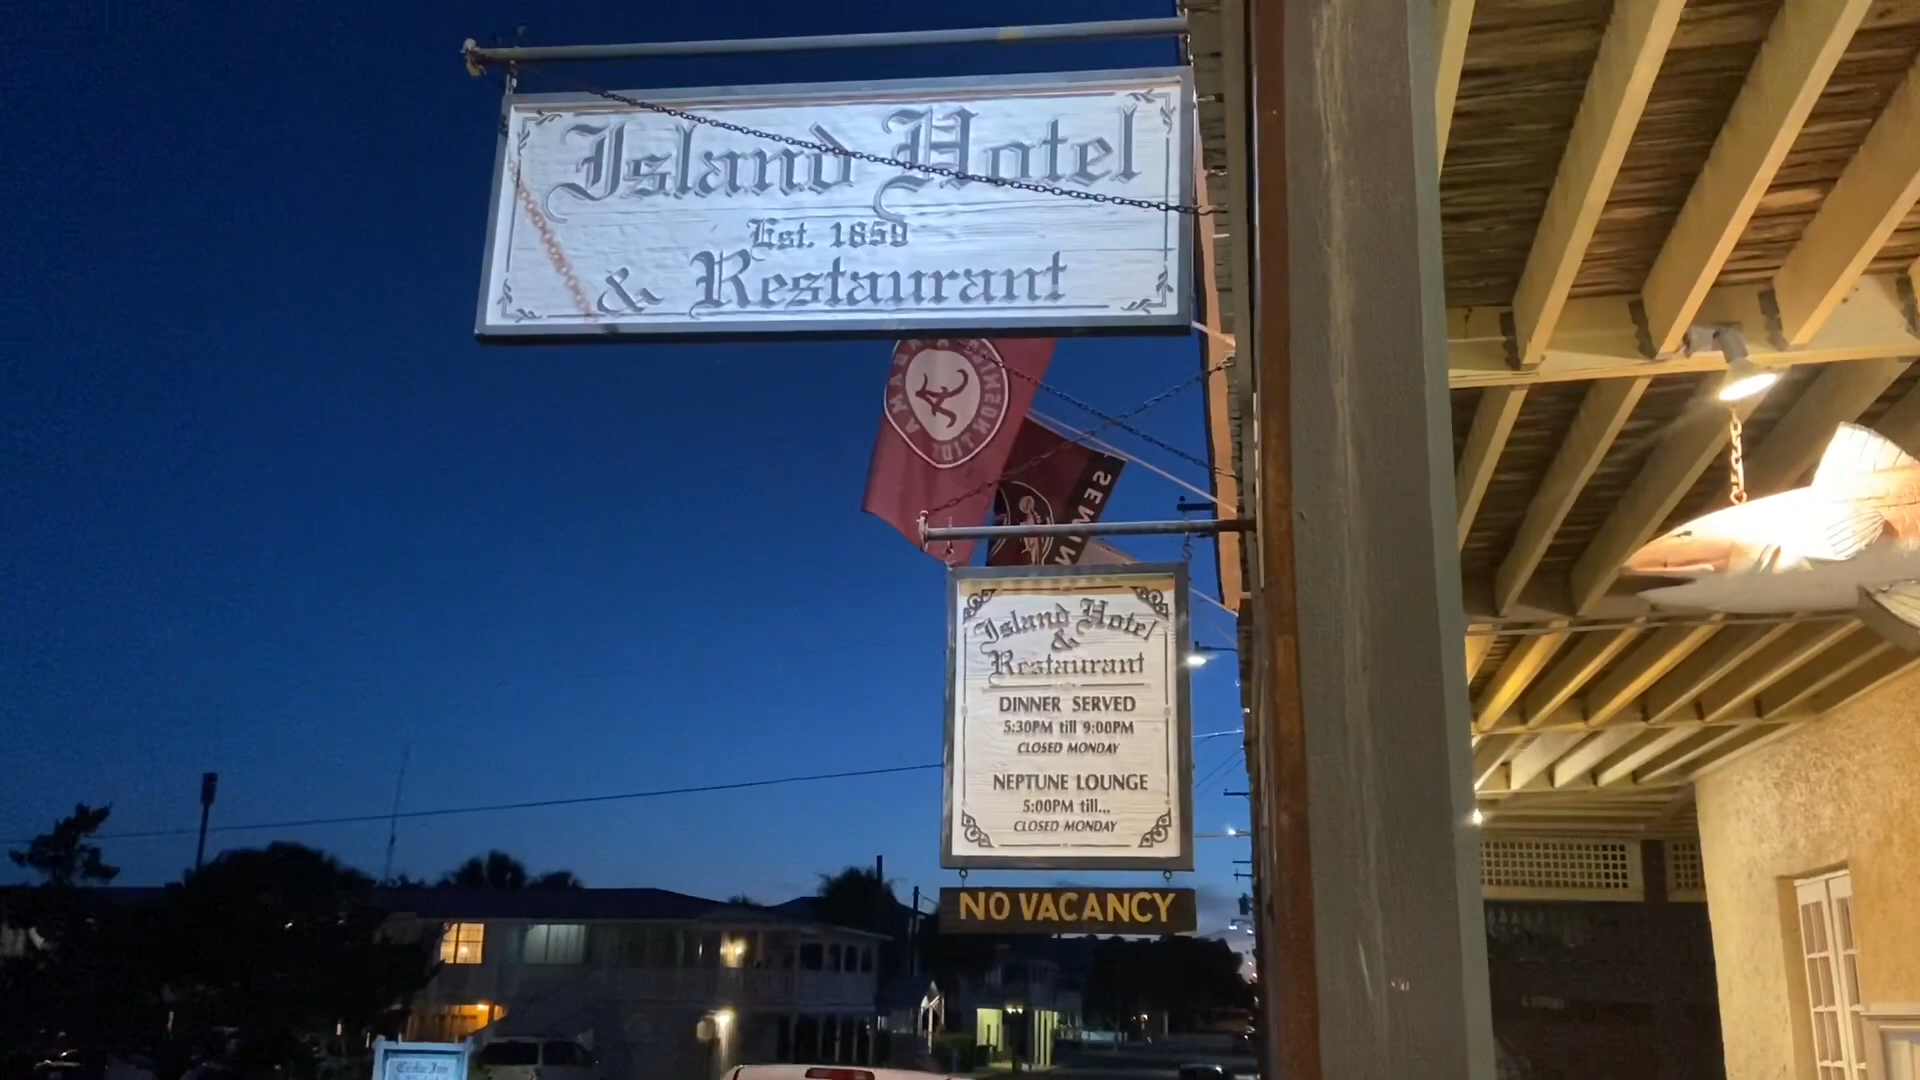 Island Hotel
Est. 1859
& Restaurant
Island Hotel
&
Restaurant
DINNER SERVED
5:30PM till 9:00PM
CLOSED MONDAY
NEPTUNE LOUNGE
5:00PM till...
CLOSED MONDAY
NO VACANCY